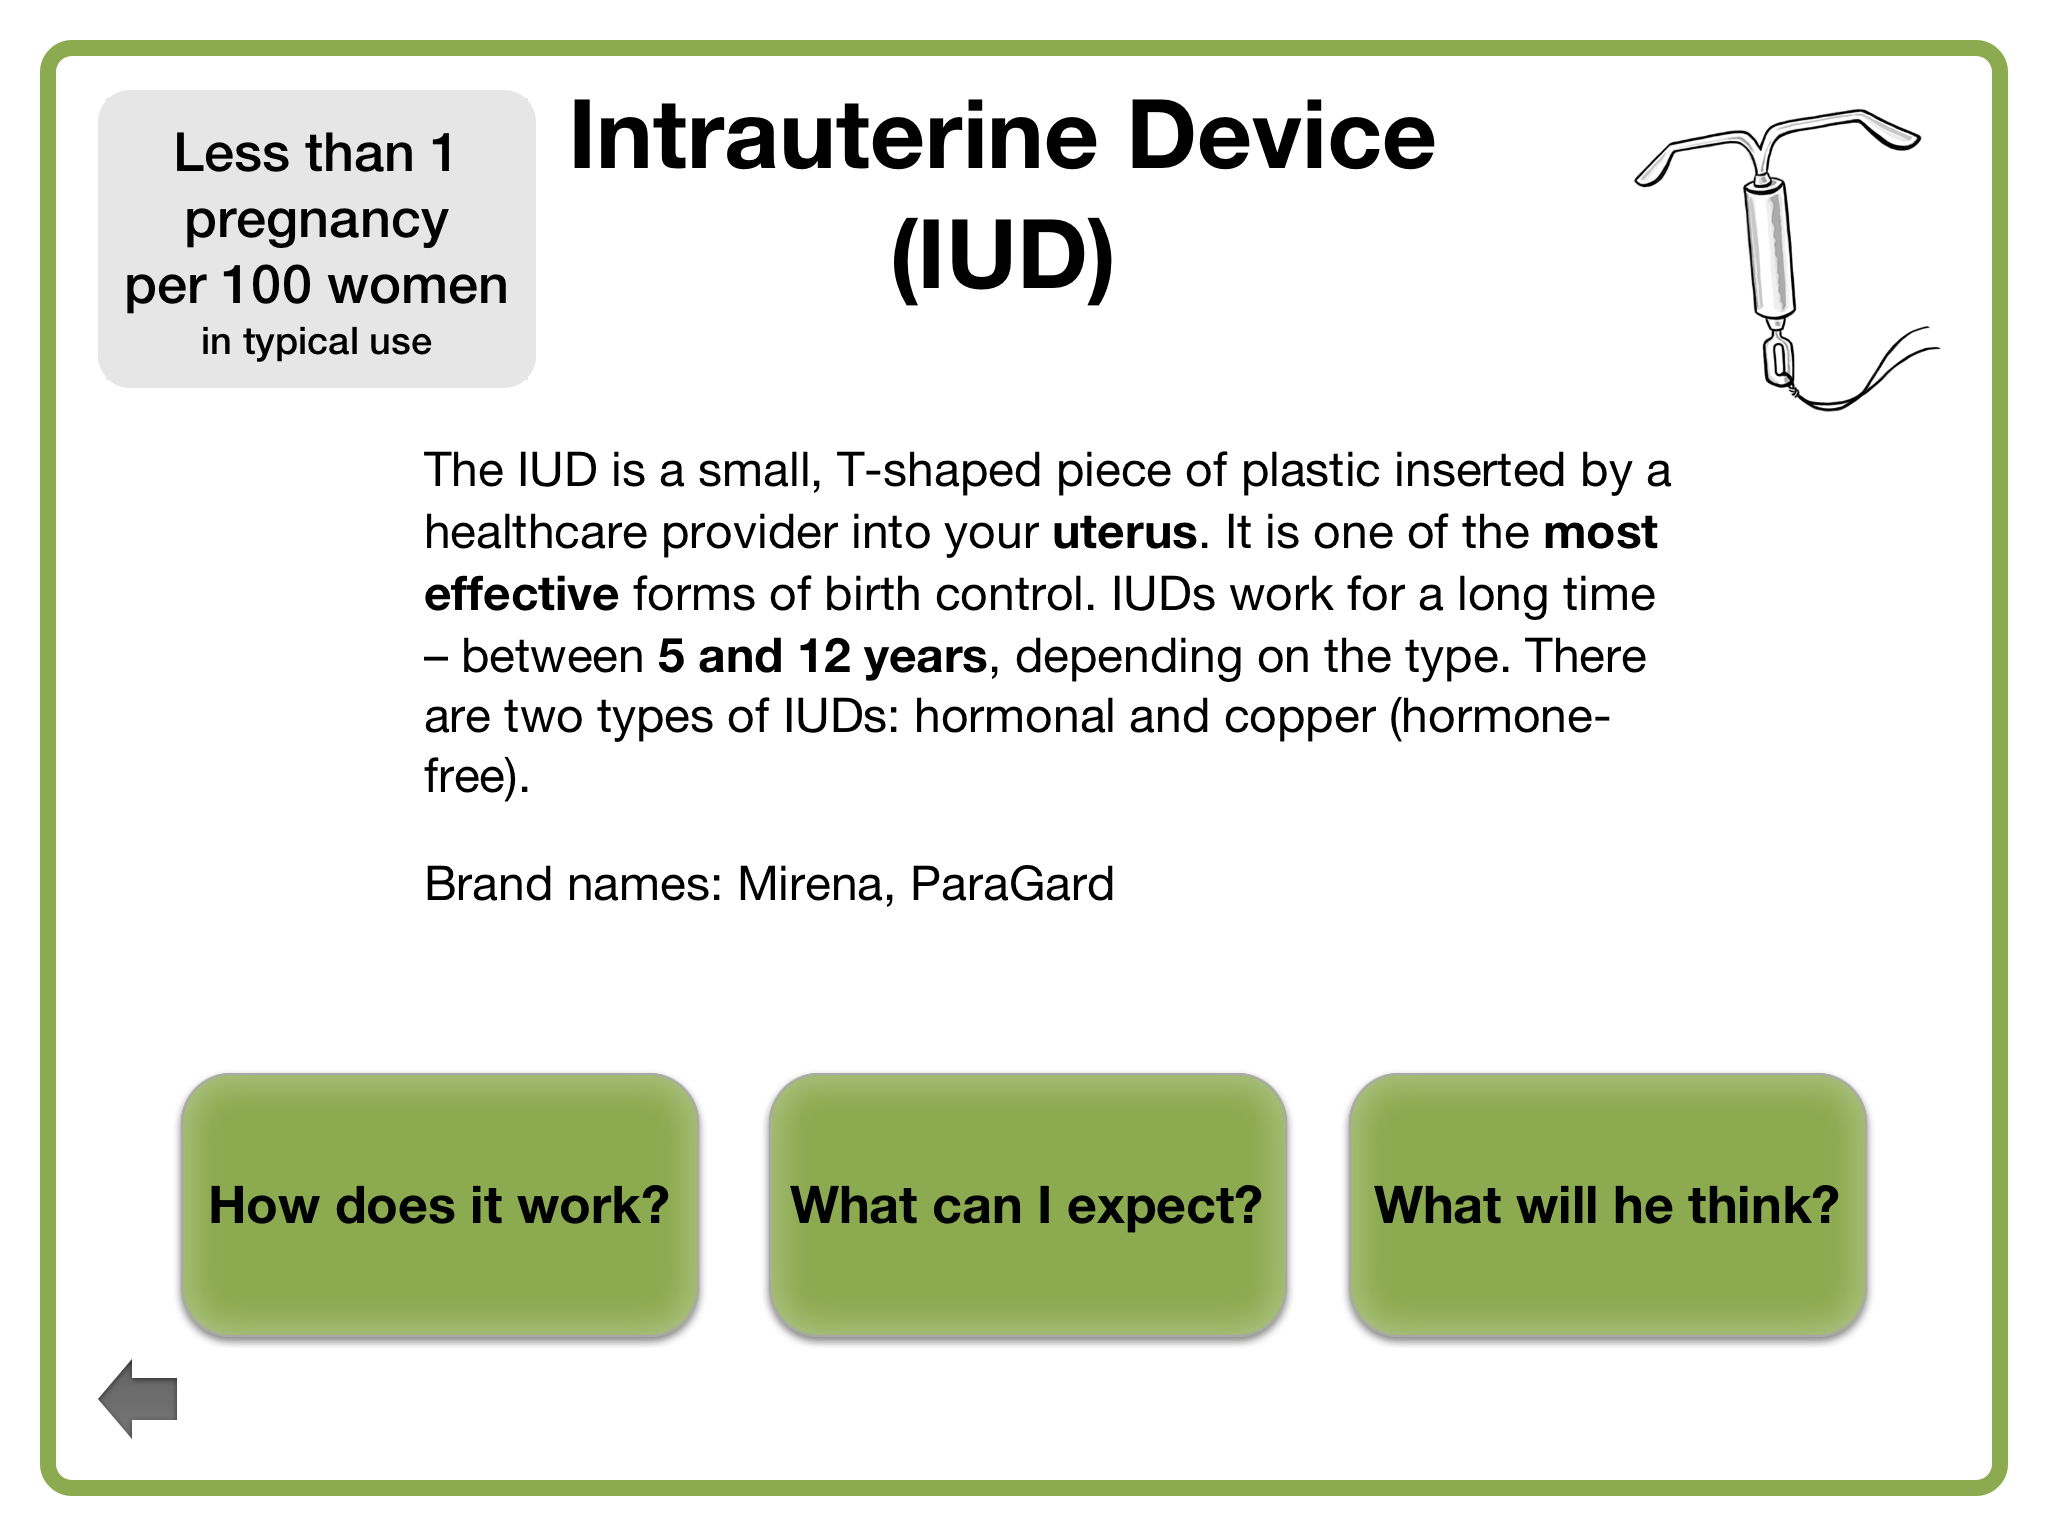 Less than 1
pregnancy
per 100 women
in typical use
Intrauterine Device
(IUD)
The IUD is a small, T-shaped piece of plastic inserted by a
healthcare provider into your uterus. It is one of the most
effective forms of birth control. IUDs work for a long time
– between 5 and 12 years, depending on the type. There
are two types of IUDs: hormonal and copper (hormone-
free).
Brand names: Mirena, ParaGard
How does it work?
What can I expect?
What will he think?